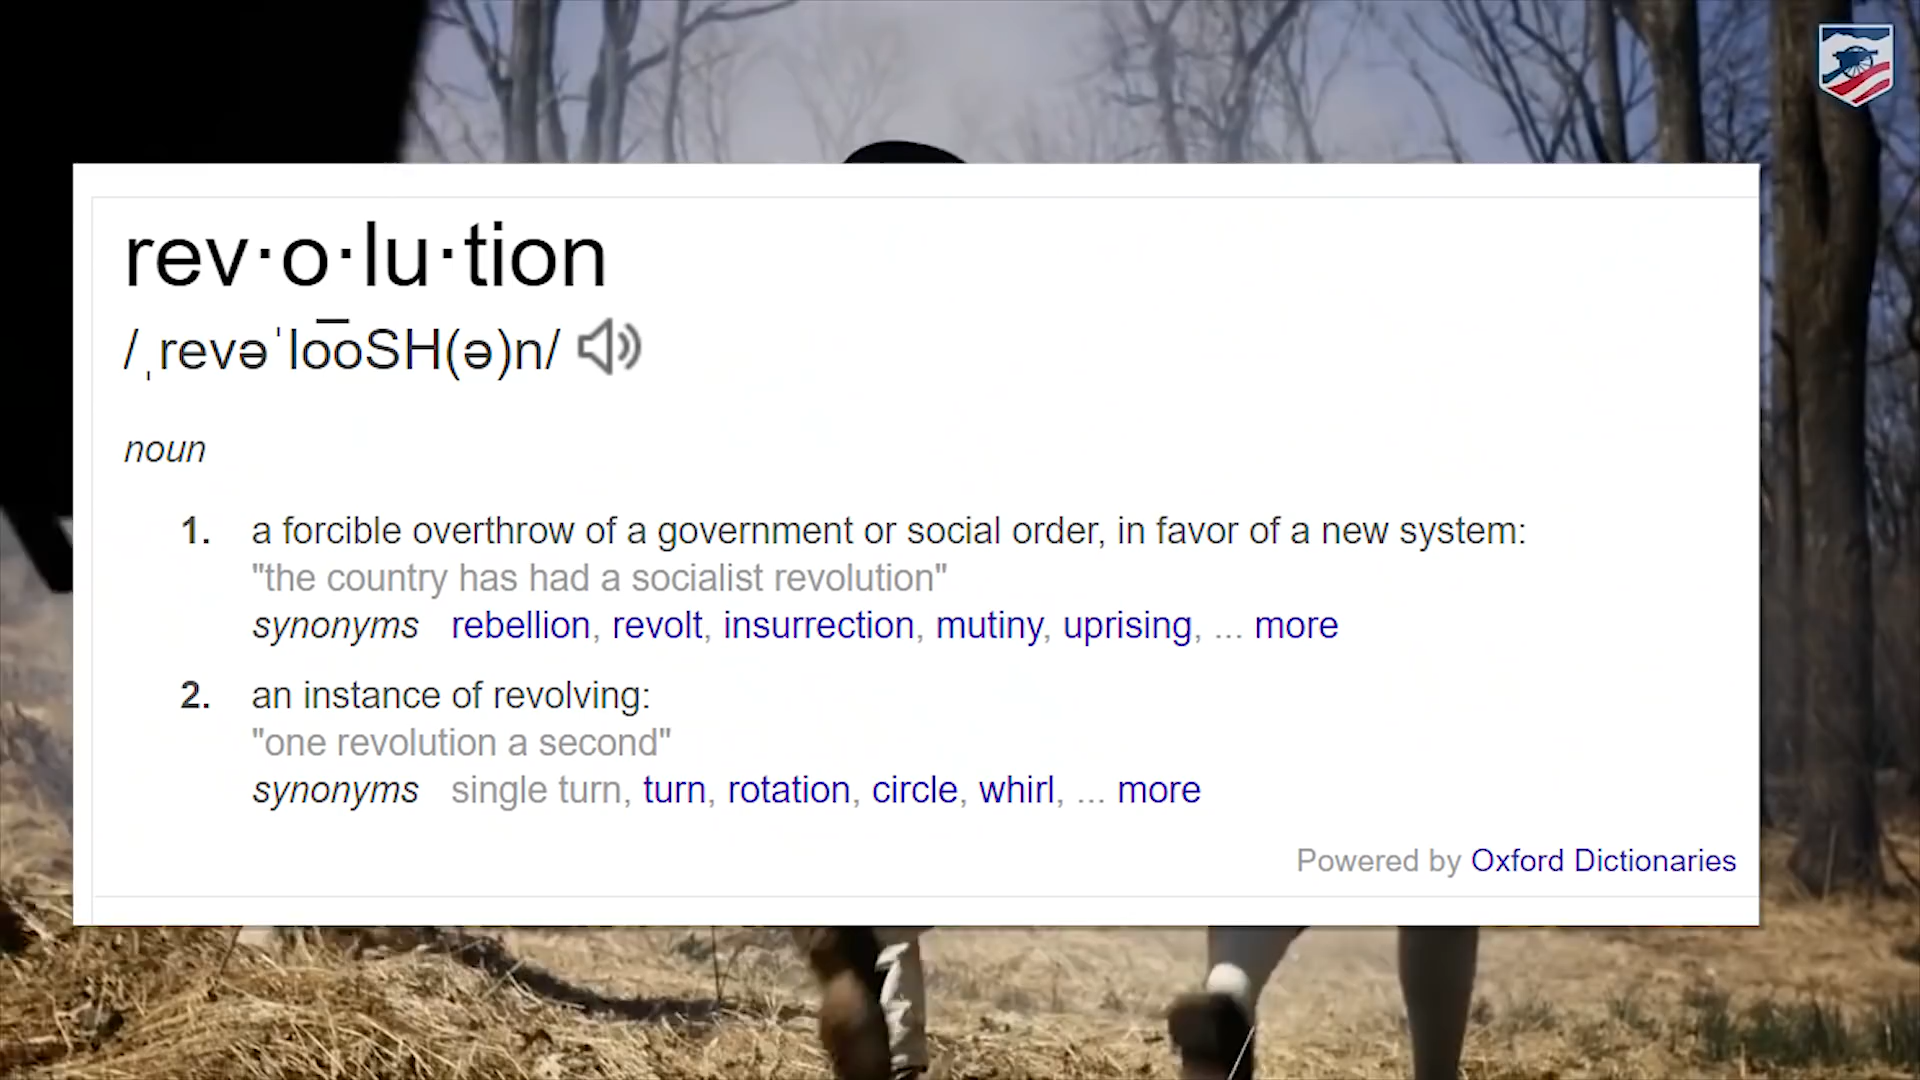 rev·o·lu·tion
/ˌrevəˈlo͞oSH(ə)n/
noun
1. a forcible overthrow of a government or social order, in favor of a new system:
"the country has had a socialist revolution"
synonyms rebellion, revolt, insurrection, mutiny, uprising, ... more
2. an instance of revolving:
"one revolution a second"
synonyms single turn, turn, rotation, circle, whirl, ... more
Powered by Oxford Dictionaries